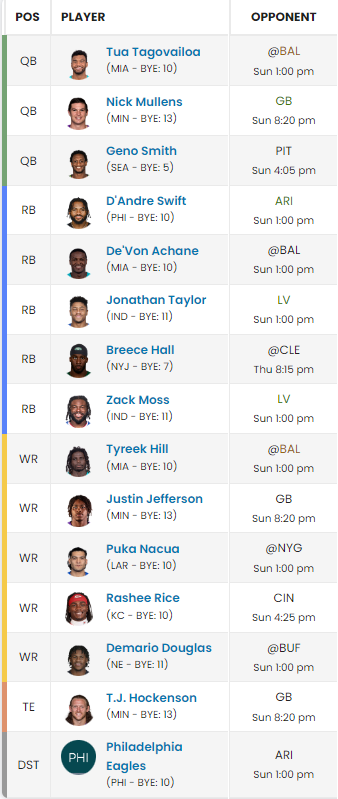 POS PLAYER OPPONENT
QB Tua Tagovailoa @BAL
(MIA - BYE: 10) Sun 1:00 pm
QB Nick Mullens GB
(MIN - BYE: 13) Sun 8:20 pm
QB Geno Smith PIT
(SEA - BYE: 5) Sun 4:05 pm
RB D'Andre Swift ARI
(PHI - BYE: 10) Sun 1:00 pm
RB De'Von Achane @BAL
(MIA - BYE: 10) Sun 1:00 pm
RB Jonathan Taylor LV
(IND - BYE: 11) Sun 1:00 pm
RB Breece Hall @CLE
(NYJ - BYE: 7) Thu 8:15 pm
RB Zack Moss LV
(IND - BYE: 11) Sun 1:00 pm
WR Tyreek Hill @BAL
(MIA - BYE: 10) Sun 1:00 pm
WR Justin Jefferson GB
(MIN - BYE: 13) Sun 8:20 pm
WR Puka Nacua @NYG
(LAR - BYE: 10) Sun 1:00 pm
WR Rashee Rice CIN
(KC - BYE: 10) Sun 4:25 pm
WR Demario Douglas @BUF
(NE - BYE: 11) Sun 1:00 pm
TE T.J. Hockenson GB
(MIN - BYE: 13) Sun 8:20 pm
DST PHI Philadelphia Eagles ARI
(PHI - BYE: 10) Sun 1:00 pm